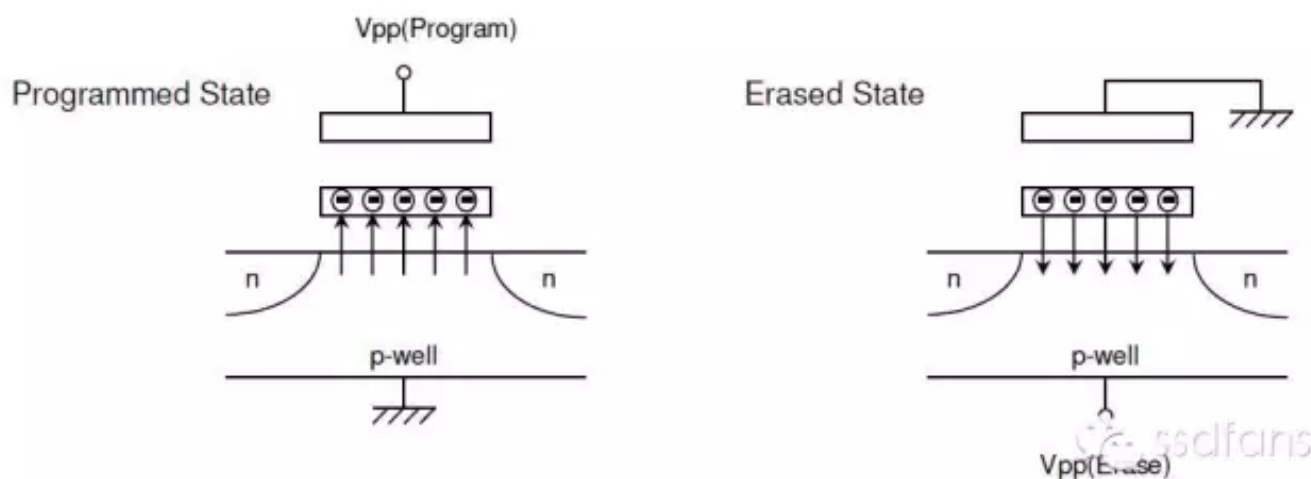 Vpp(Program)
Programmed State
Erased State
n
n
n
n
p-well
p-well
Vpp(Erase)
ssdfans